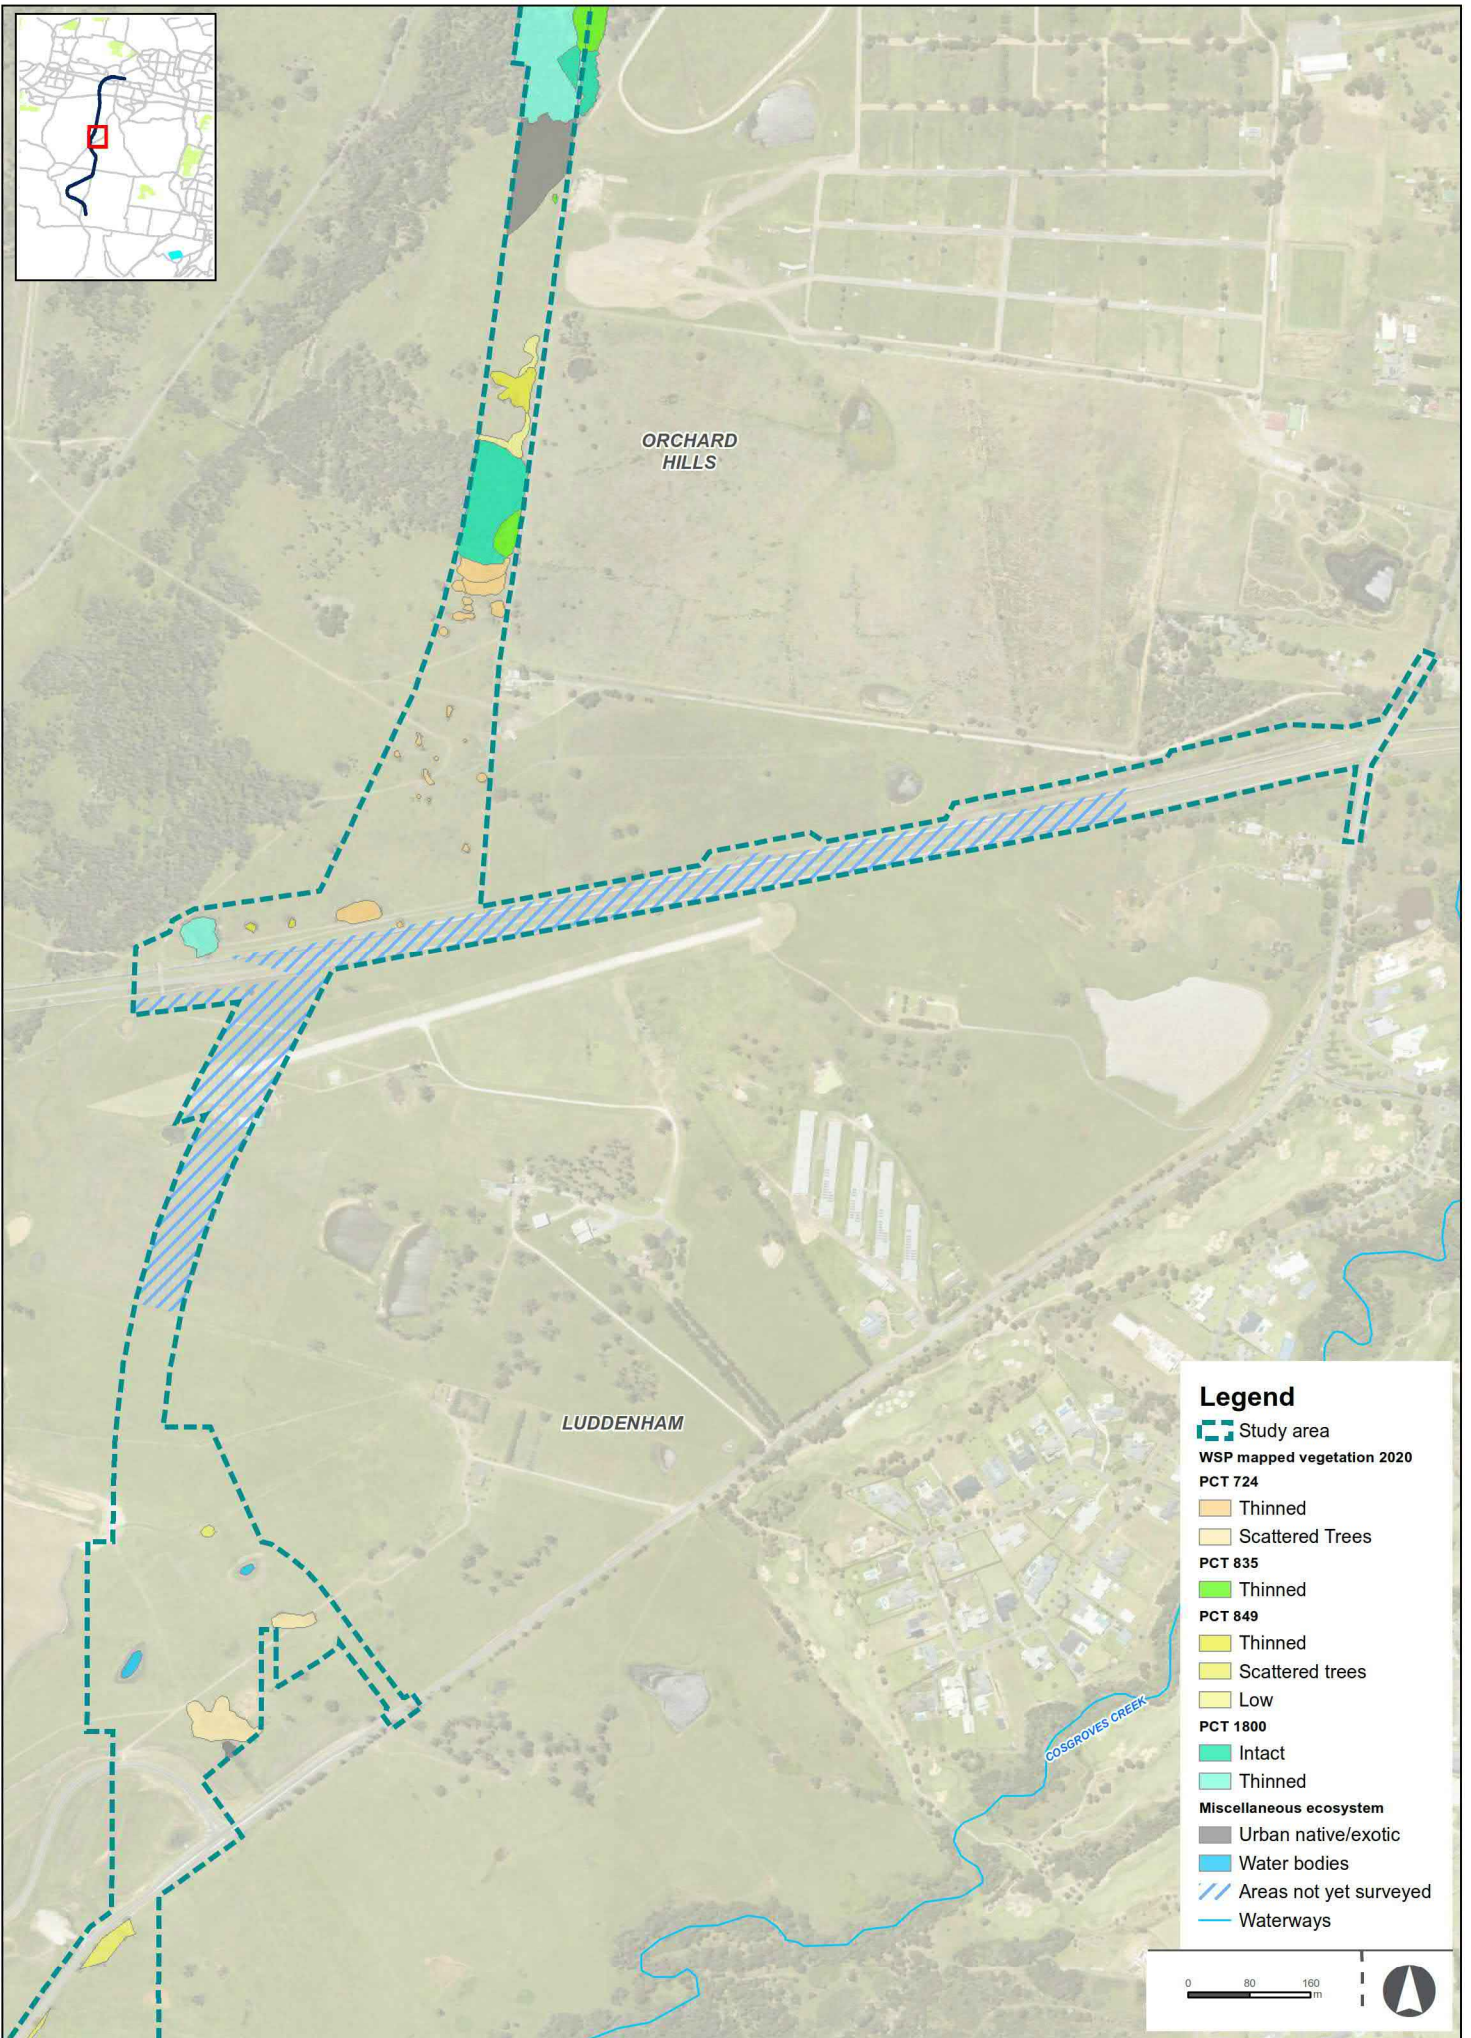 ORCHARD
HILLS
LUDDENHAM
COSGROVES CREEK
Legend
Study area
WSP mapped vegetation 2020
PCT 724
Thinned
Scattered Trees
PCT 835
Thinned
PCT 849
Thinned
Scattered trees
Low
PCT 1800
Intact
Thinned
Miscellaneous ecosystem
Urban native/exotic
Water bodies
Areas not yet surveyed
Waterways
0 80 160
m